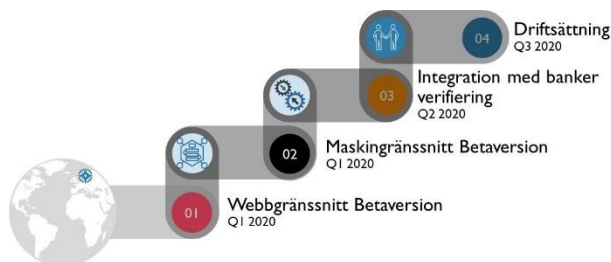 04
Driftsättning
Q3 2020
03
Integration med banker
verifiering
Q2 2020
02
Maskingränssnitt Betaversion
Q1 2020
01
Webbgränssnitt Betaversion
Q1 2020